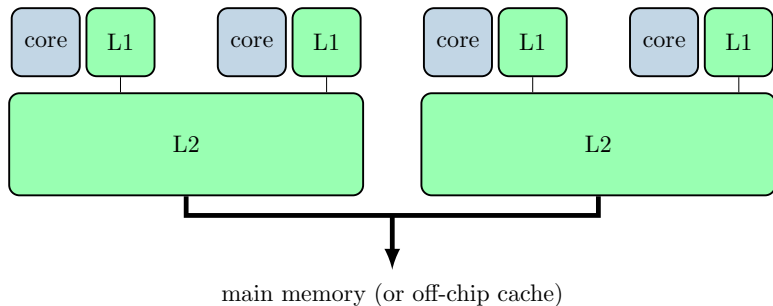 core L1 core L1 core L1 core L1
L2 L2
main memory (or off-chip cache)